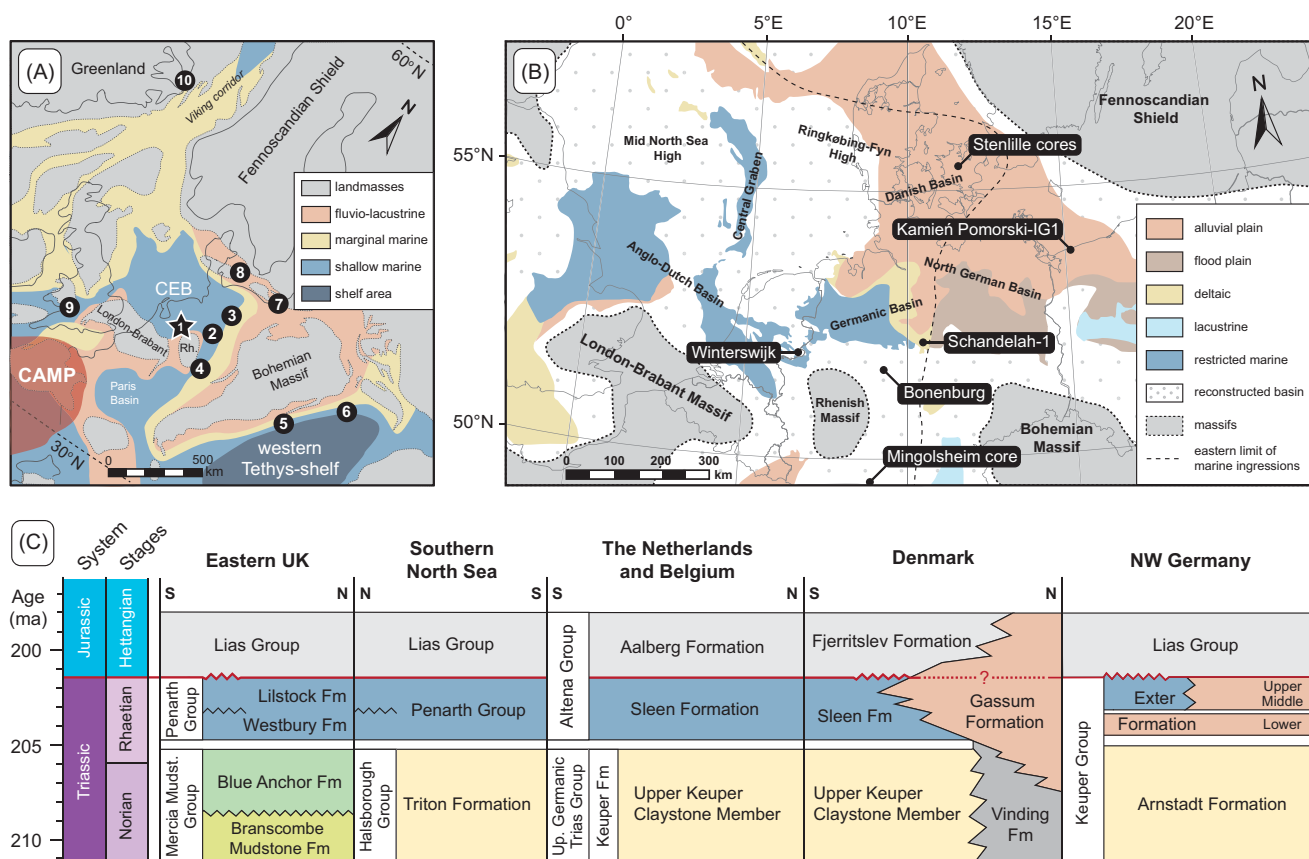 (A)
Greenland
10
Viking corridor
60°N
N
Fennoscandian Shield
landmasses
fluvio-lacustrine
marginal marine
shallow marine
shelf area
CEB
8
9
7
3
1
2
London-Brabant
Rh.
4
CAMP
Paris
Basin
Bohemian
Massif
6
5
western
Tethys-shelf
30°N
0
500
km
0°
5°E
10°E
15°E
20°E
(B)
55°N
50°N
N
Fennoscandian
Shield
Mid North Sea
High
Ringkøbing-Fyn
High
Stenlille cores
Central Graben
Danish Basin
Kamień Pomorski-IG1
Anglo-Dutch Basin
North German Basin
Germanic Basin
Winterswijk
Schandelah-1
London-Brabant Massif
Rhenish
Massif
Bonenburg
Bohemian
Massif
Mingolsheim core
0 100 200 300
km
alluvial plain
flood plain
deltaic
lacustrine
restricted marine
reconstructed basin
massifs
eastern limit of
marine ingressions
(C)
System
Stages
Age
(ma)
200
205
210
Jurassic
Triassic
Hettangian
Rhaetian
Norian
Eastern UK
S N
Lias Group
Penarth
Group
Lilstock Fm
Westbury Fm
Mercia Mudst.
Group
Blue Anchor Fm
Branscombe
Mudstone Fm
Southern
North Sea
N S
Lias Group
Penarth Group
Halsborough
Group
Triton Formation
The Netherlands
and Belgium
S N
Altena Group
Aalberg Formation
Sleen Formation
Up. Germanic
Trias Group
Keuper Fm
Upper Keuper
Claystone Member
Denmark
S N
Fjerritslev Formation
?
Sleen Fm
Gassum
Formation
Upper Keuper
Claystone Member
Vinding
Fm
NW Germany
Lias Group
Keuper Group
Exter
Upper
Middle
Formation
Lower
Arnstadt Formation